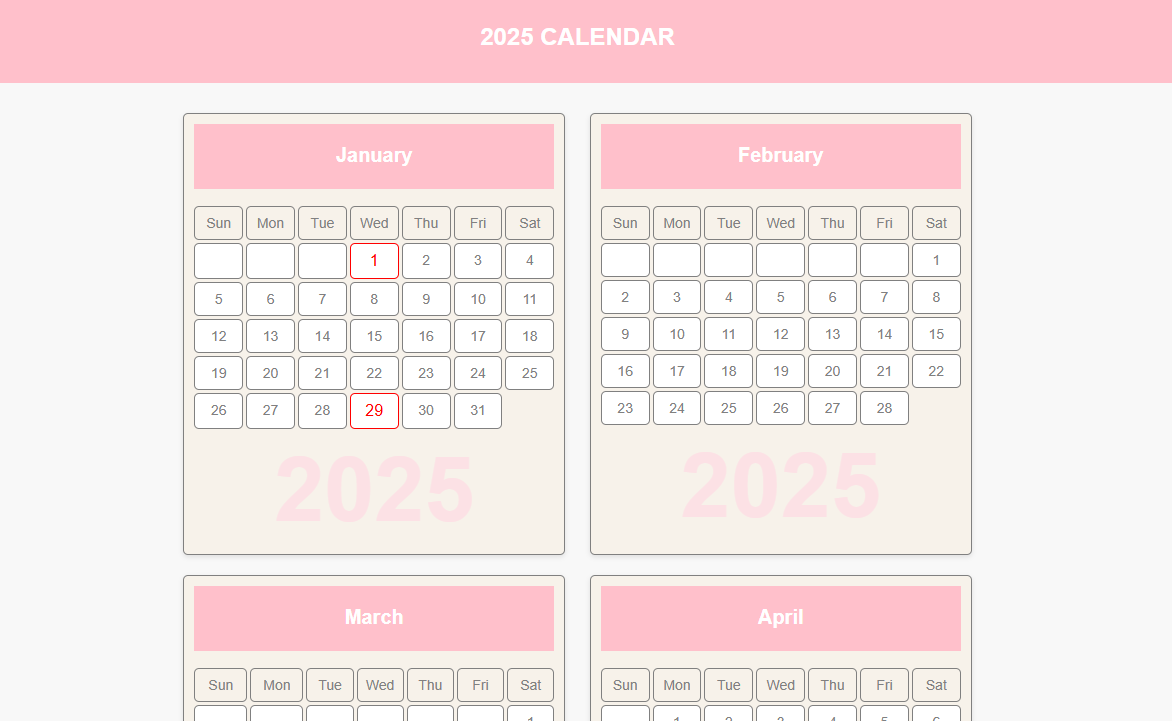 2025 CALENDAR
January
Sun Mon Tue Wed Thu Fri Sat
1 2 3 4
5 6 7 8 9 10 11
12 13 14 15 16 17 18
19 20 21 22 23 24 25
26 27 28 29 30 31
2025
February
Sun Mon Tue Wed Thu Fri Sat
1
2 3 4 5 6 7 8
9 10 11 12 13 14 15
16 17 18 19 20 21 22
23 24 25 26 27 28
2025
March
Sun Mon Tue Wed Thu Fri Sat
1
April
Sun Mon Tue Wed Thu Fri Sat
1 2 3 4 5 6